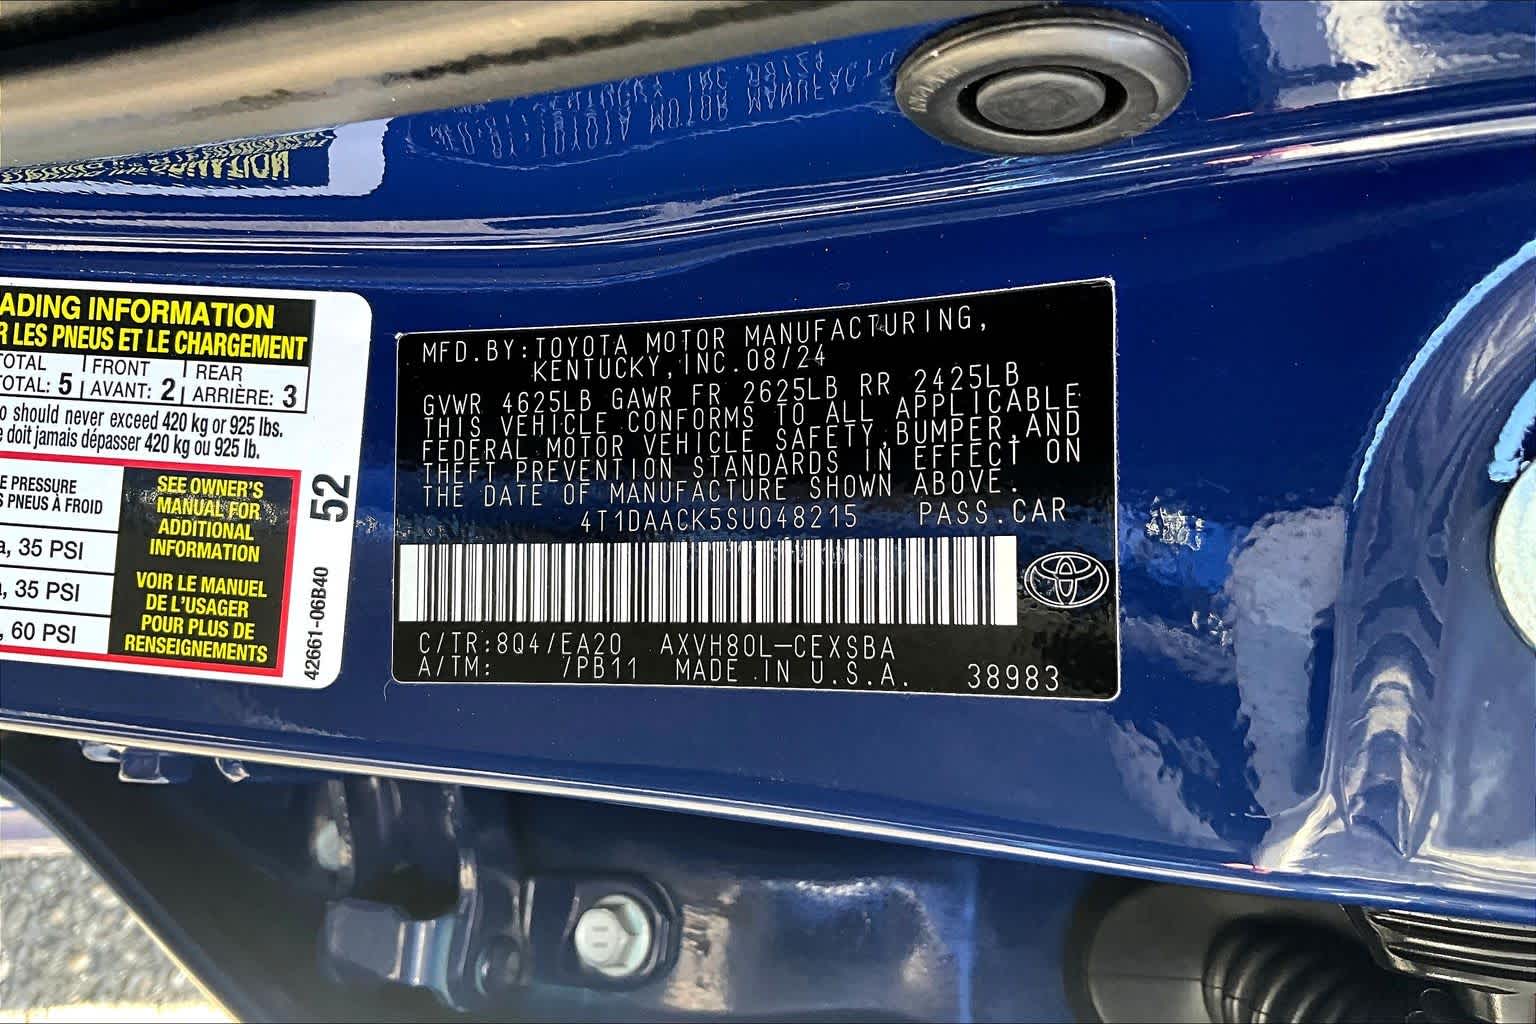 ADING INFORMATION
R LES PNEUS ET LE CHARGEMENT
TOTAL FRONT REAR
TOTAL: 5 AVANT: 2 ARRIÈRE: 3
o should never exceed 420 kg or 925 lbs.
e doit jamais dépasser 420 kg ou 925 lb.
E PRESSURE
S PNEUS À FROID
a, 35 PSI
a, 35 PSI
, 60 PSI
SEE OWNER'S
MANUAL FOR
ADDITIONAL
INFORMATION
VOIR LE MANUEL
DE L'USAGER
POUR PLUS DE
RENSEIGNEMENTS
52
42661-06B40
MFD.BY:TOYOTA MOTOR MANUFACTURING,
KENTUCKY,INC.08/24
GVWR 4625LB GAWR FR 2625LB RR 2425LB
THIS VEHICLE CONFORMS TO ALL APPLICABLE
FEDERAL MOTOR VEHICLE SAFETY,BUMPER,AND
THEFT PREVENTION STANDARDS IN EFFECT ON
THE DATE OF MANUFACTURE SHOWN ABOVE.
4T1DAACK5SU048215 PASS.CAR
C/TR:8Q4/EA20 AXVH80L-CEXSBA
A/TM: /PB11 MADE IN U.S.A. 38983